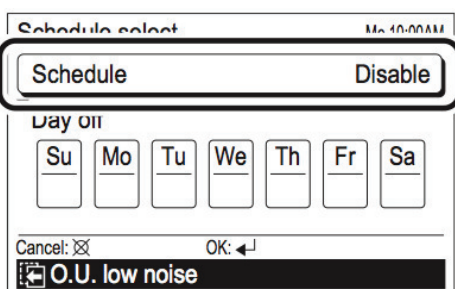 Schedule select Mo 10:00AM
Schedule Disable
Day off
Su Mo Tu We Th Fr Sa
Cancel: OK:
O.U. low noise